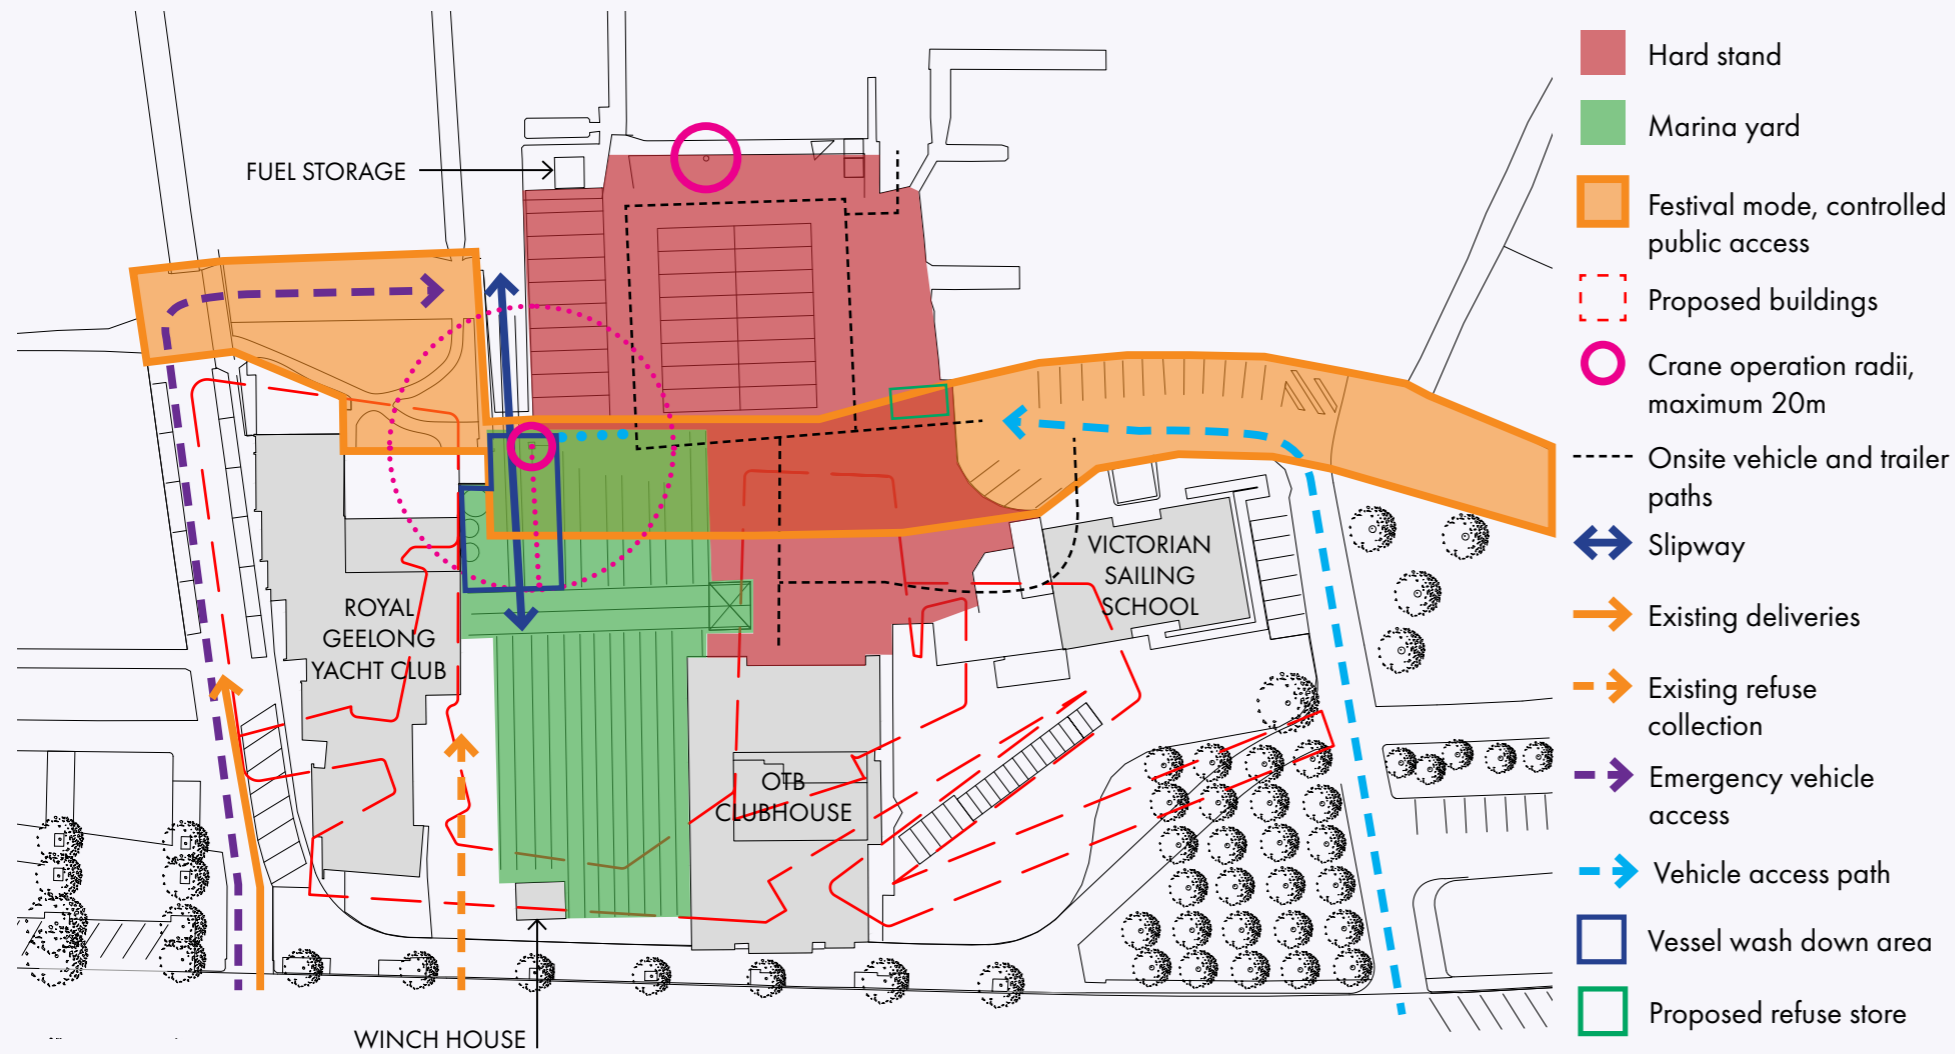 FUEL STORAGE
ROYAL
GEELONG
YACHT CLUB
VICTORIAN
SAILING
SCHOOL
OTB
CLUBHOUSE
WINCH HOUSE
Hard stand
Marina yard
Festival mode, controlled
public access
Proposed buildings
Crane operation radii,
maximum 20m
Onsite vehicle and trailer
paths
Slipway
Existing deliveries
Existing refuse
collection
Emergency vehicle
access
Vehicle access path
Vessel wash down area
Proposed refuse store